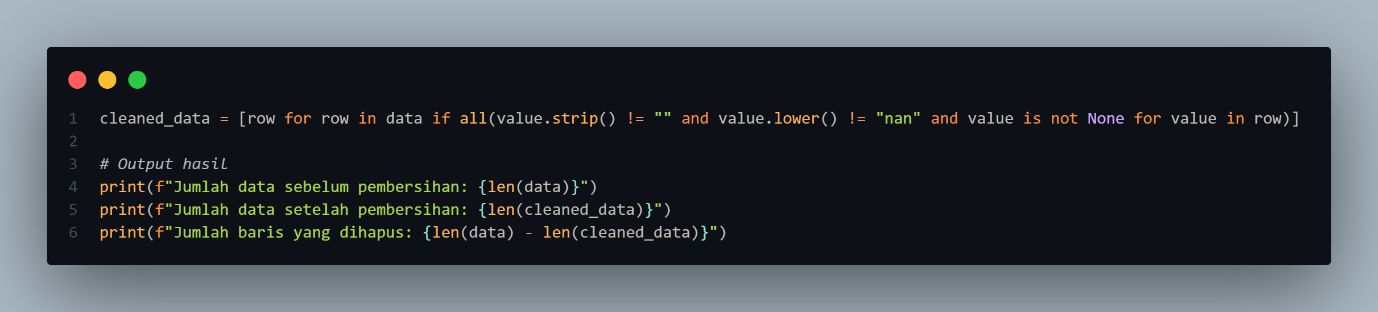 1 cleaned_data = [row for row in data if all(value.strip() != "" and value.lower() != "nan" and value is not None for value in row)]
2
3 # Output hasil
4 print(f"Jumlah data sebelum pembersihan: {len(data)}")
5 print(f"Jumlah data setelah pembersihan: {len(cleaned_data)}")
6 print(f"Jumlah baris yang dihapus: {len(data) - len(cleaned_data)}")